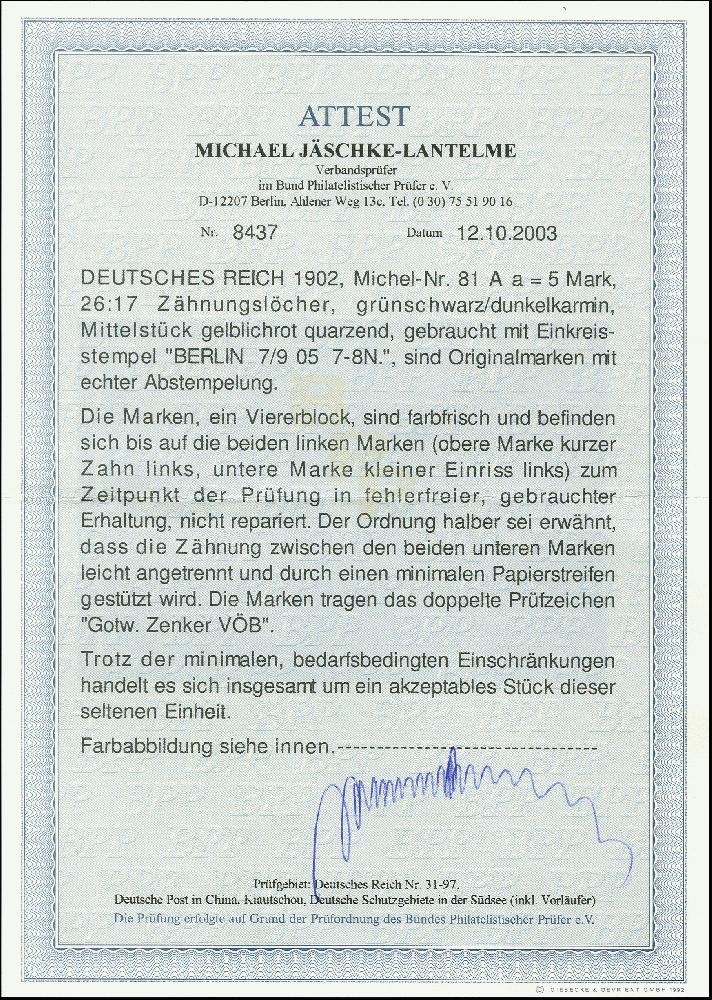 ATTEST
MICHAEL JÄSCHKE-LANTELME
Verbandsprüfer
im Bund Philatelistischer Prüfer e. V.
D-12207 Berlin, Ahlener Weg 13c, Tel. (0 30) 75 51 90 16
Nr. 8437 Datum 12.10.2003
DEUTSCHES REICH 1902, Michel-Nr. 81 A a = 5 Mark,
26:17 Zähnungslöcher, grünschwarz/dunkelkarmin,
Mittelstück gelblichrot quarzend, gebraucht mit Einkreis-
stempel "BERLIN 7/9 05 7-8N.", sind Originalmarken mit
echter Abstempelung.
Die Marken, ein Viererblock, sind farbfrisch und befinden
sich bis auf die beiden linken Marken (obere Marke kurzer
Zahn links, untere Marke kleiner Einriss links) zum
Zeitpunkt der Prüfung in fehlerfreier, gebrauchter
Erhaltung, nicht repariert. Der Ordnung halber sei erwähnt,
dass die Zähnung zwischen den beiden unteren Marken
leicht angetrennt und durch einen minimalen Papierstreifen
gestützt wird. Die Marken tragen das doppelte Prüfzeichen
"Gotw. Zenker VÖB".
Trotz der minimalen, bedarfsbedingten Einschränkungen
handelt es sich insgesamt um ein akzeptables Stück dieser
seltenen Einheit.
Farbabbildung siehe innen.---------------------------------
Prüfgebiet: Deutsches Reich Nr. 31-97,
Deutsche Post in China, Kiautschou, Deutsche Schutzgebiete in der Südsee (inkl. Vorläufer)
Die Prüfung erfolgte auf Grund der Prüfordnung des Bundes Philatelistischer Prüfer e.V.
© GIESECKE & DEVRIENT GMBH 1992